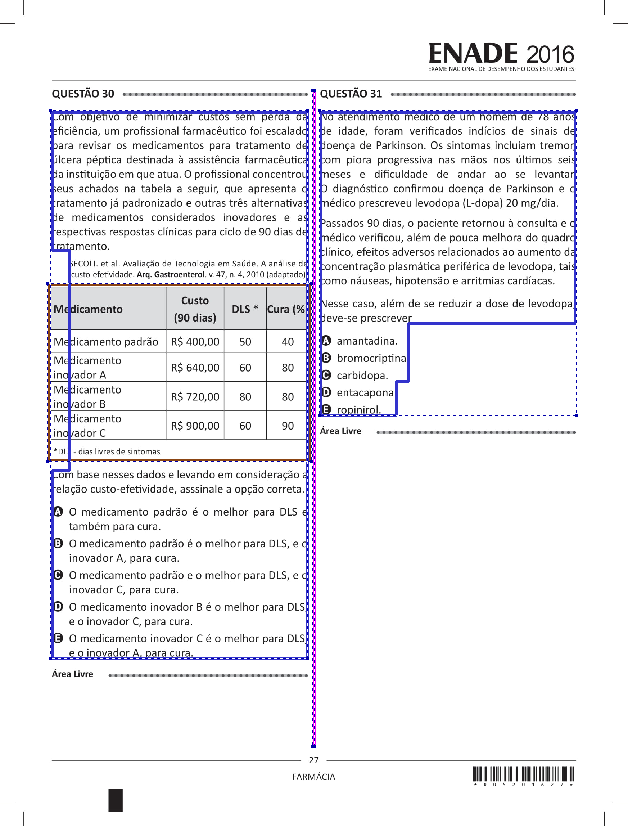 ENADE 2016
EXAME NACIONAL DE DESEMPENHO DOS ESTUDANTES
QUESTÃO 30
Com objetivo de minimizar custos sem perda da
eficiência, um profissional farmacêutico foi escalado
para revisar os medicamentos para tratamento de
úlcera péptica destinada à assistência farmacêutica
da instituição em que atua. O profissional concentrou
seus achados na tabela a seguir, que apresenta o
tratamento já padronizado e outras três alternativas
de medicamentos considerados inovadores e as
respectivas respostas clínicas para ciclo de 90 dias de
tratamento.
SECOLI, et al. Avaliação de Tecnologia em Saúde. A análise de
custo efetividade. Arq. Gastroenterol. v. 47, n. 4, 2010 (adaptado)
Medicamento Custo (90 dias) DLS * Cura (%
Medicamento padrão R$ 400,00 50 40
Medicamento inovador A R$ 640,00 60 80
Medicamento inovador B R$ 720,00 80 80
Medicamento inovador C R$ 900,00 60 90
* DLS - dias livres de sintomas
Com base nesses dados e levando em consideração a
relação custo-efetividade, asssinale a opção correta.
A O medicamento padrão é o melhor para DLS e
também para cura.
B O medicamento padrão é o melhor para DLS, e o
inovador A, para cura.
C O medicamento padrão e o melhor para DLS, e o
inovador C, para cura.
D O medicamento inovador B é o melhor para DLS
e o inovador C, para cura.
E O medicamento inovador C é o melhor para DLS
e o inovador A, para cura.
Área Livre
QUESTÃO 31
No atendimento médico de um homem de 78 anos
de idade, foram verificados indícios de sinais de
doença de Parkinson. Os sintomas incluíam tremor
com piora progressiva nas mãos nos últimos seis
meses e dificuldade de andar ao se levantar
O diagnóstico confirmou doença de Parkinson e o
médico prescreveu levodopa (L-dopa) 20 mg/dia.
Passados 90 dias, o paciente retornou à consulta e o
médico verificou, além de pouca melhora do quadro
clínico, efeitos adversos relacionados ao aumento da
concentração plasmática periférica de levodopa, tais
como náuseas, hipotensão e arritmias cardíacas.
Nesse caso, além de se reduzir a dose de levodopa
deve-se prescrever
A amantadina.
B bromocriptina
C carbidopa.
D entacapona
E ropinirol.
Área Livre
27
FARMÁCIA